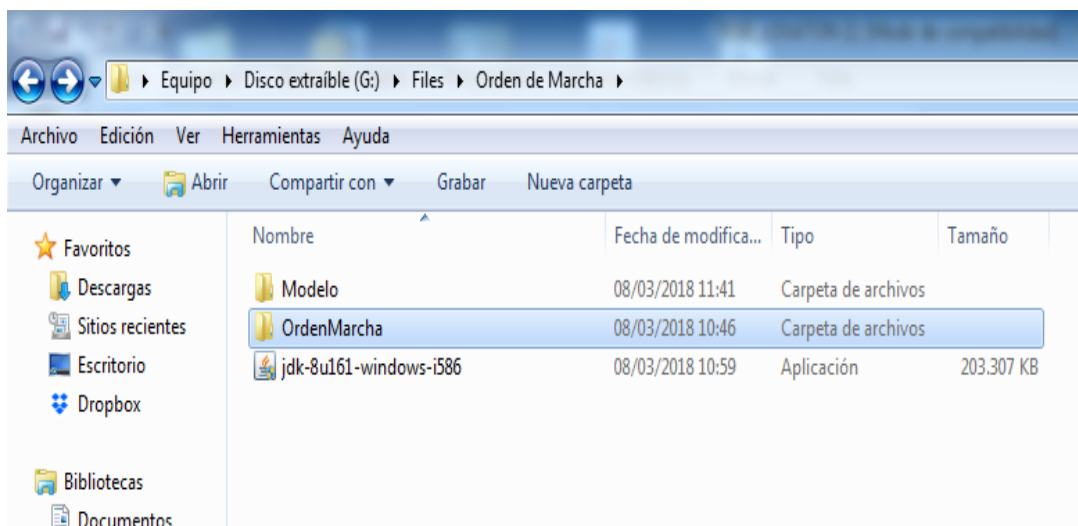 Equipo Disco extraíble (G:) Files Orden de Marcha
Archivo Edición Ver Herramientas Ayuda
Organizar Abrir Compartir con Grabar Nueva carpeta
Nombre Fecha de modifica... Tipo Tamaño
Favoritos
Descargas
Sitios recientes
Escritorio
Dropbox
Bibliotecas
Documentos
Modelo 08/03/2018 11:41 Carpeta de archivos
OrdenMarcha 08/03/2018 10:46 Carpeta de archivos
jdk-8u161-windows-i586 08/03/2018 10:59 Aplicación 203.307 KB